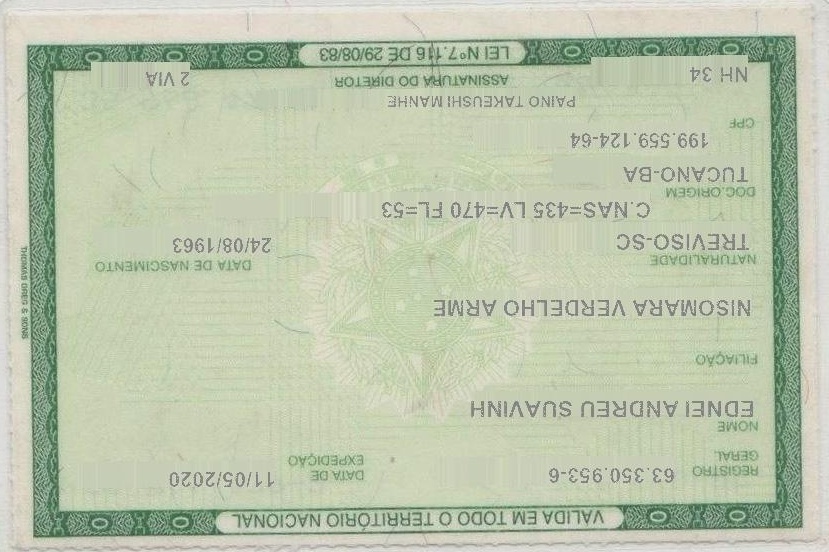 VÁLIDA EM TODO O TERRITÓRIO NACIONAL
REGISTRO GERAL 63.350.953-6 DATA DE EXPEDIÇÃO 11/05/2020
NOME
EDNEI ANDREU SUAVINH
FILIAÇÃO
NISOMARA VERDELHO ARME
NATURALIDADE
TREVISO-SC
DATA DE NASCIMENTO
24/08/1963
C.NAS=435 LV=470 FL=53
DOC.ORIGEM
TUCANO-BA
CPF
199.559.124-64
PAINO TAKEUSHI MANHE
NH 34
ASSINATURA DO DIRETOR
2 VIA
LEI Nº 7.116 DE 29/08/83
THOMAS GREG & SONS